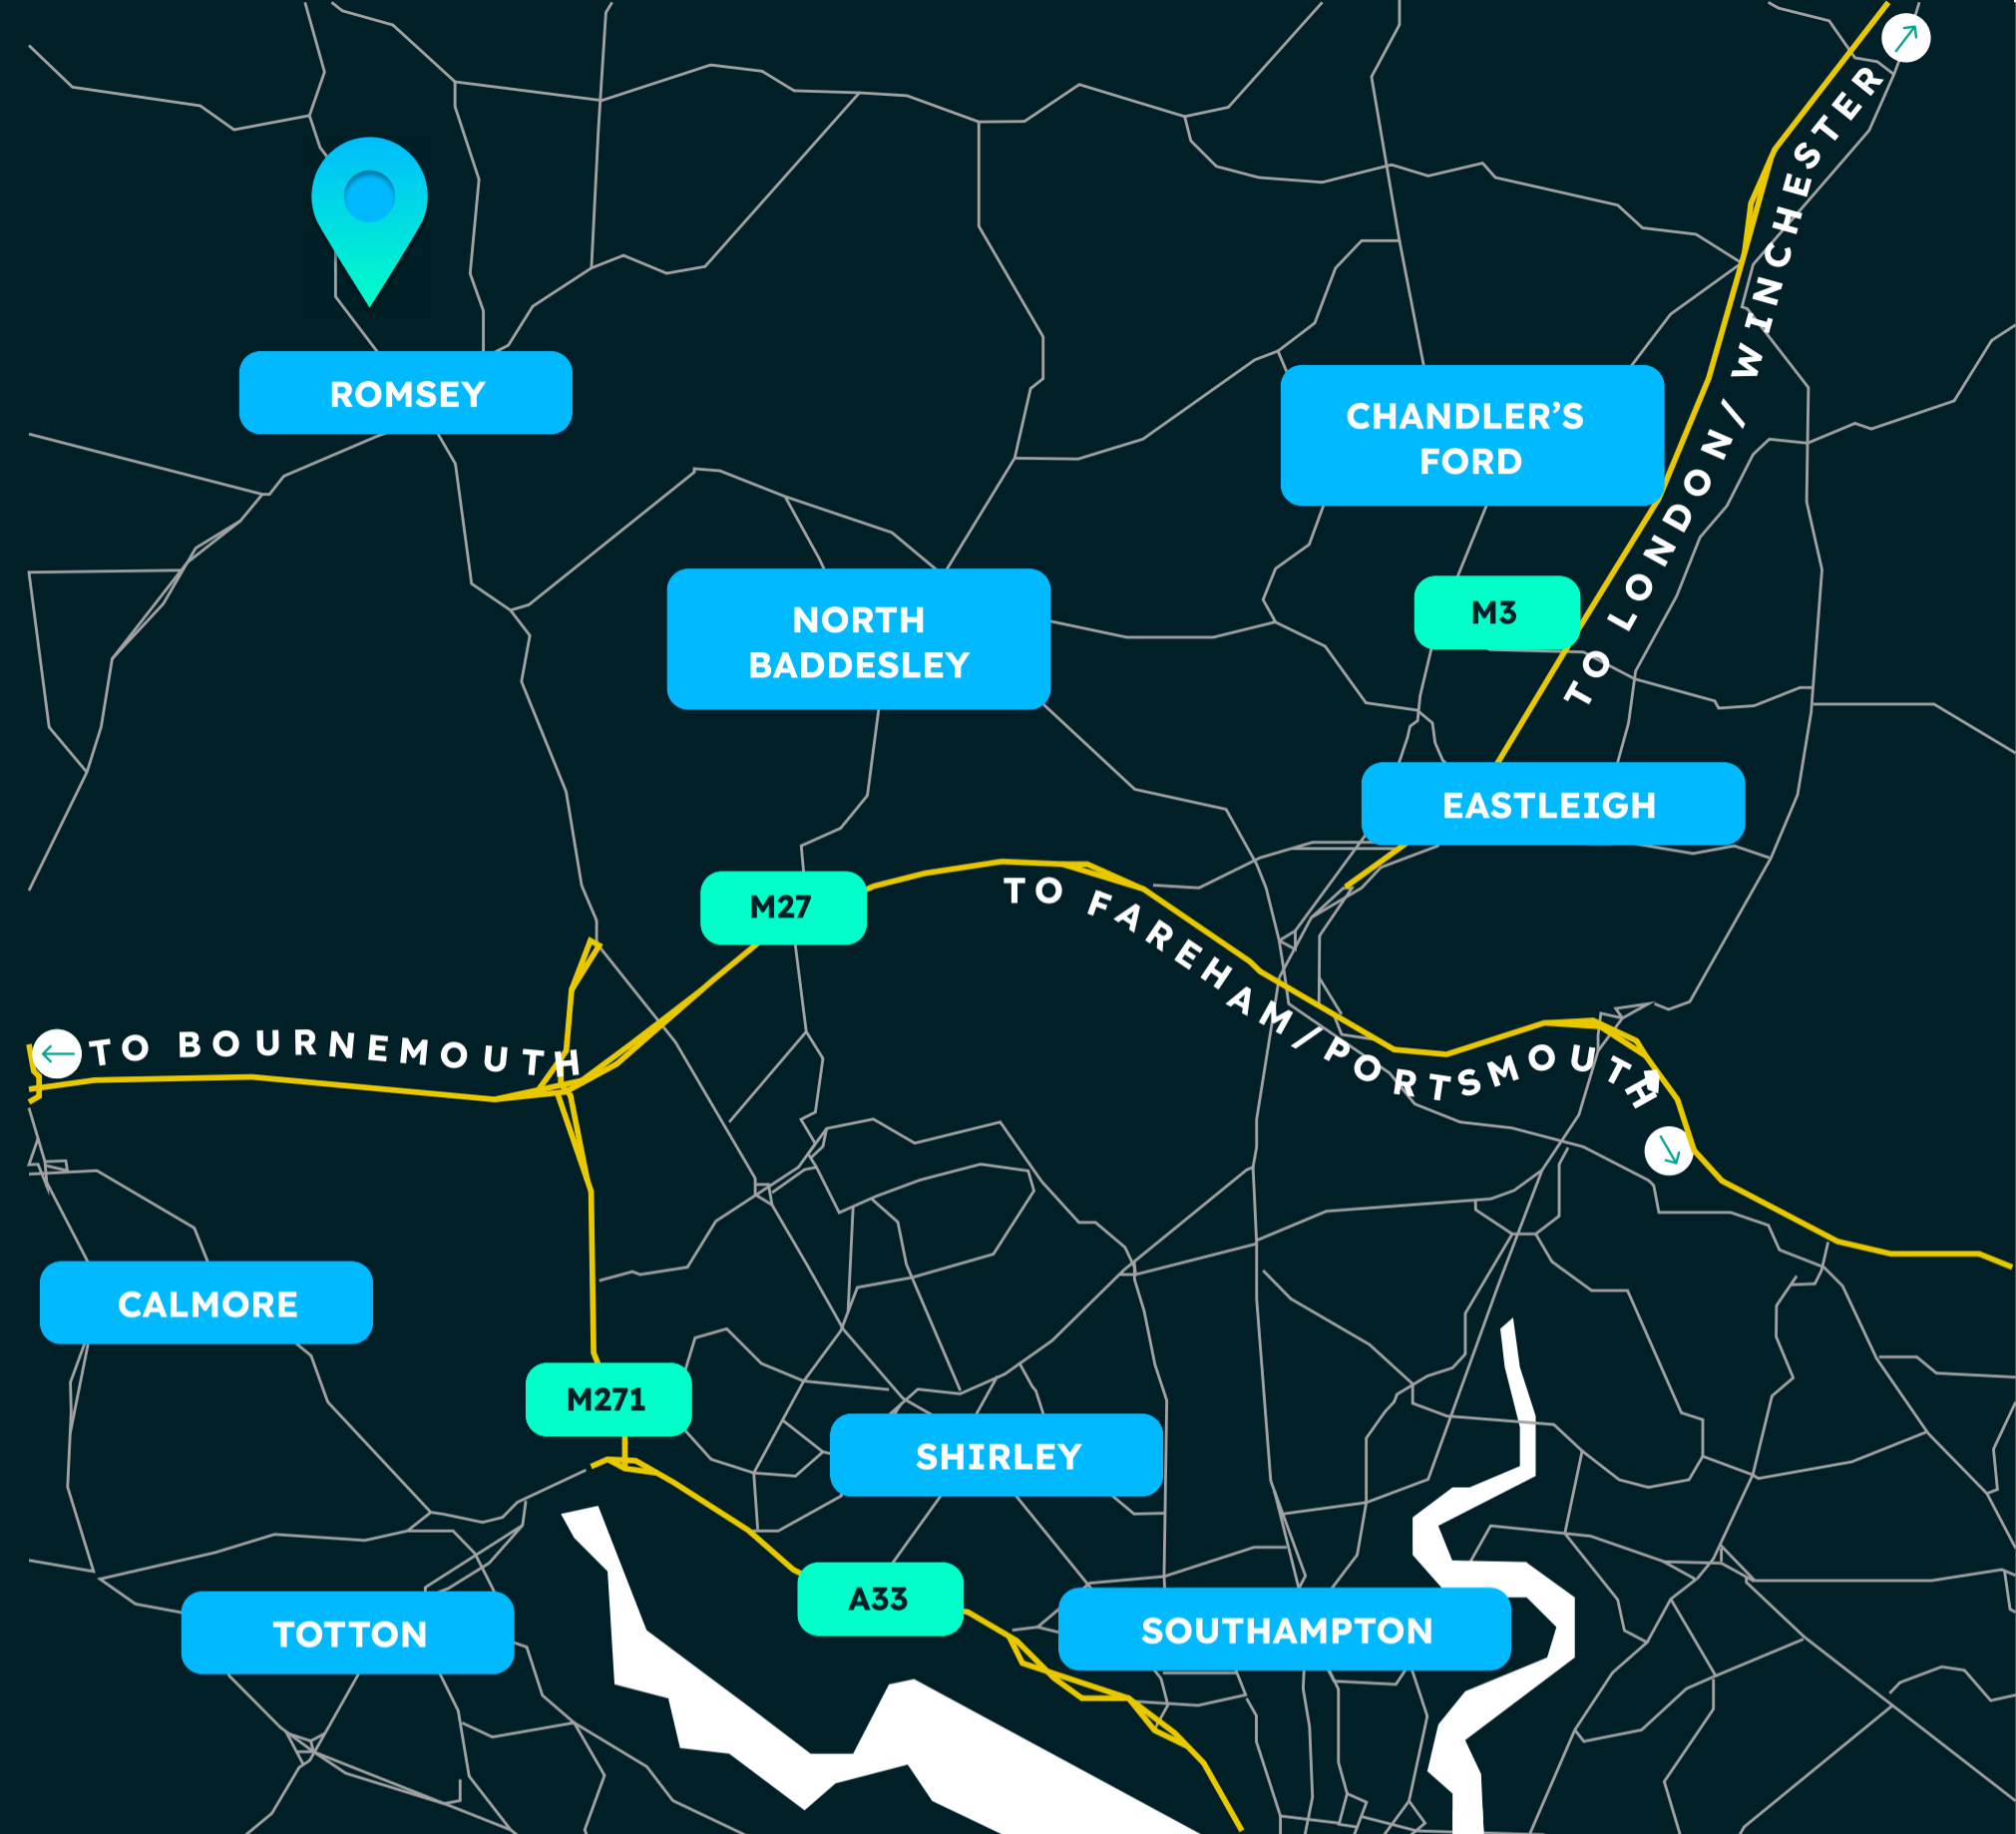 TO LONDON/ WINCHESTER
ROMSEY
CHANDLER'S
FORD
M3
NORTH
BADDESLEY
EASTLEIGH
M27
TO FAREHAM/PORTSMOUTH
TO BOURNEMOUTH
CALMORE
M271
SHIRLEY
A33
SOUTHAMPTON
TOTTON